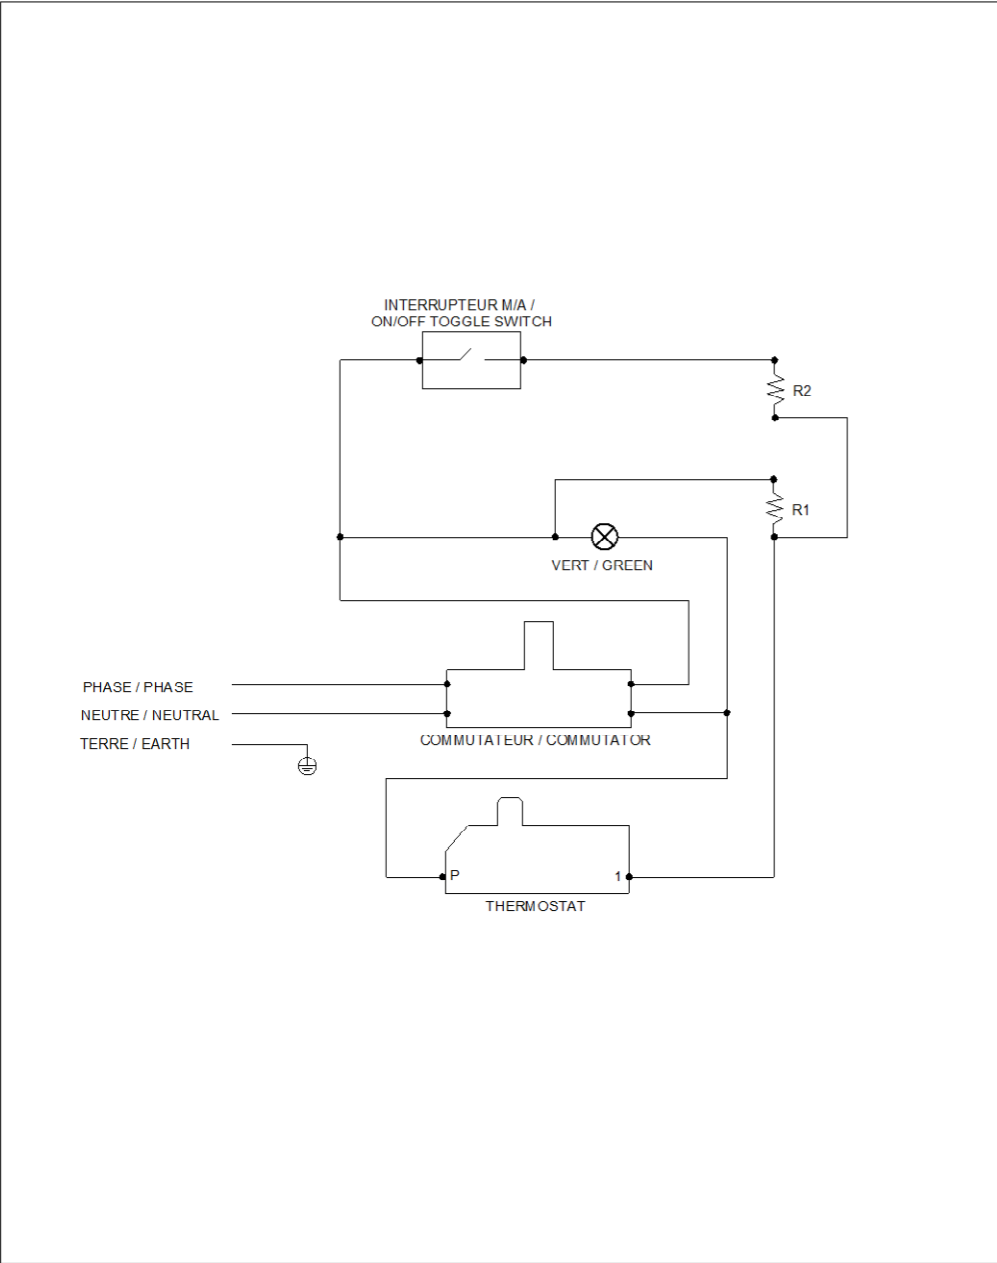 INTERRUPTEUR M/A /
ON/OFF TOGGLE SWITCH
R2
R1
VERT / GREEN
PHASE / PHASE
NEUTRE / NEUTRAL
TERRE / EARTH
COMMUTATEUR / COMMUTATOR
P
1
THERMOSTAT